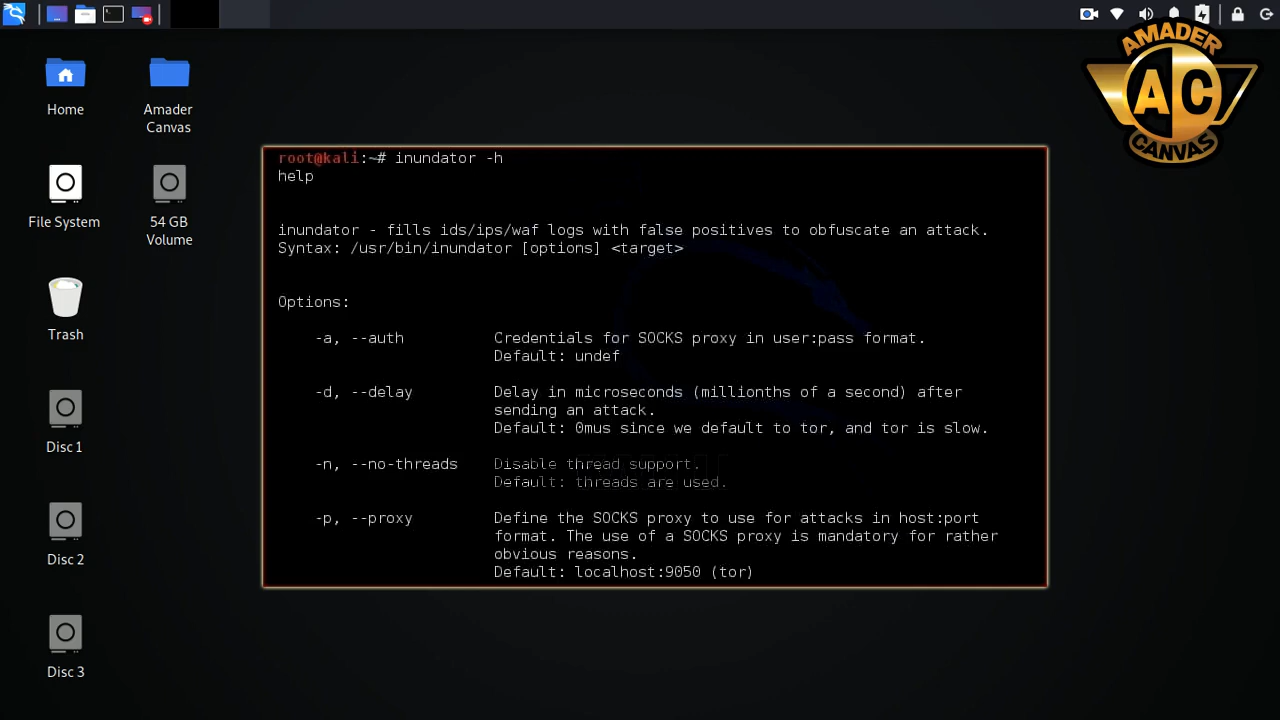 AMADER
AC
CANVAS
Home
Amader
Canvas
File System
54 GB
Volume
Trash
Disc 1
Disc 2
Disc 3
root@kali:~# inundator -h
help
inundator - fills ids/ips/waf logs with false positives to obfuscate an attack.
Syntax: /usr/bin/inundator [options] <target>
Options:
-a, --auth Credentials for SOCKS proxy in user:pass format.
Default: undef
-d, --delay Delay in microseconds (millionths of a second) after
sending an attack.
Default: 0mus since we default to tor, and tor is slow.
-n, --no-threads Disable thread support.
Default: threads are used.
-p, --proxy Define the SOCKS proxy to use for attacks in host:port
format. The use of a SOCKS proxy is mandatory for rather
obvious reasons.
Default: localhost:9050 (tor)